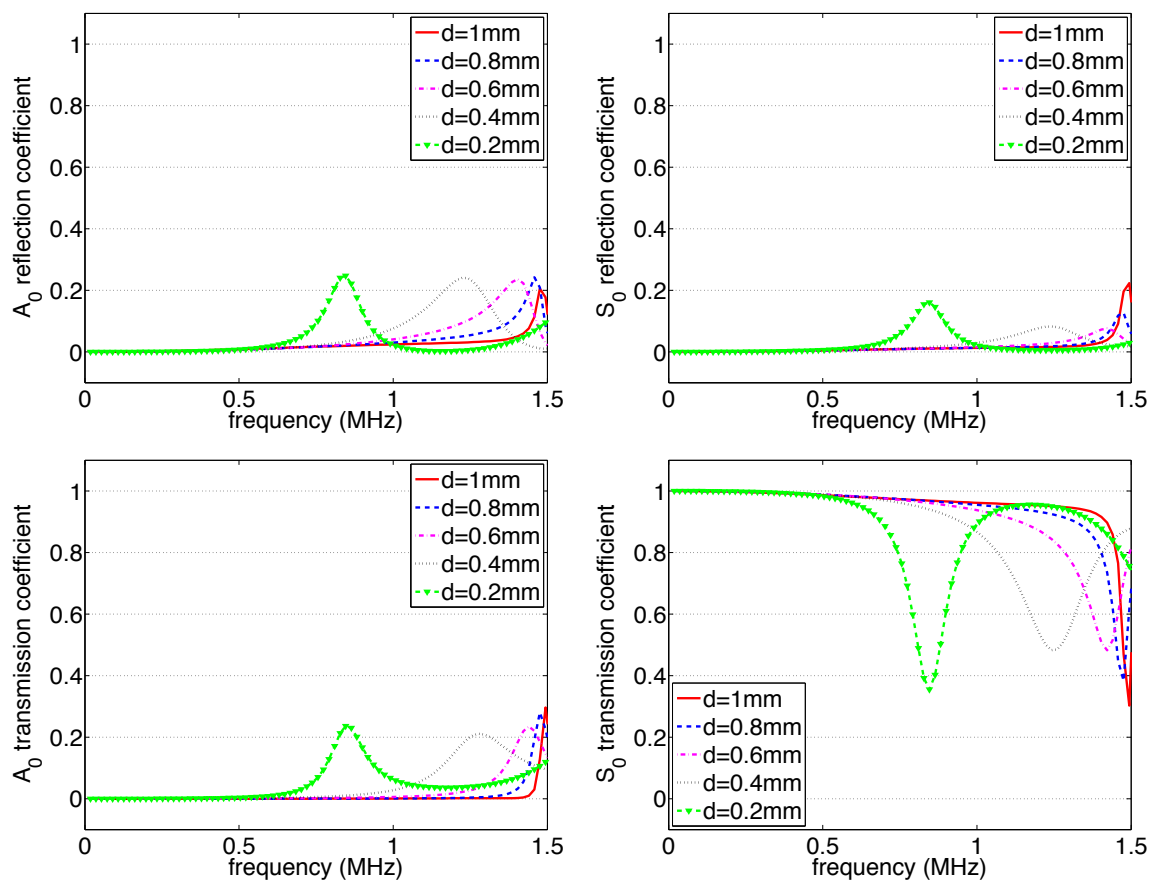 A0 reflection coefficient
1
0.8
0.6
0.4
0.2
0
0
0.5
1
1.5
frequency (MHz)
d=1mm
d=0.8mm
d=0.6mm
d=0.4mm
d=0.2mm
S0 reflection coefficient
1
0.8
0.6
0.4
0.2
0
0
0.5
1
1.5
frequency (MHz)
d=1mm
d=0.8mm
d=0.6mm
d=0.4mm
d=0.2mm
A0 transmission coefficient
1
0.8
0.6
0.4
0.2
0
0
0.5
1
1.5
frequency (MHz)
d=1mm
d=0.8mm
d=0.6mm
d=0.4mm
d=0.2mm
S0 transmission coefficient
1
0.8
0.6
0.4
0.2
0
0
0.5
1
1.5
frequency (MHz)
d=1mm
d=0.8mm
d=0.6mm
d=0.4mm
d=0.2mm